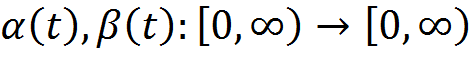 α(t), β(t): [0, ∞) → [0, ∞)